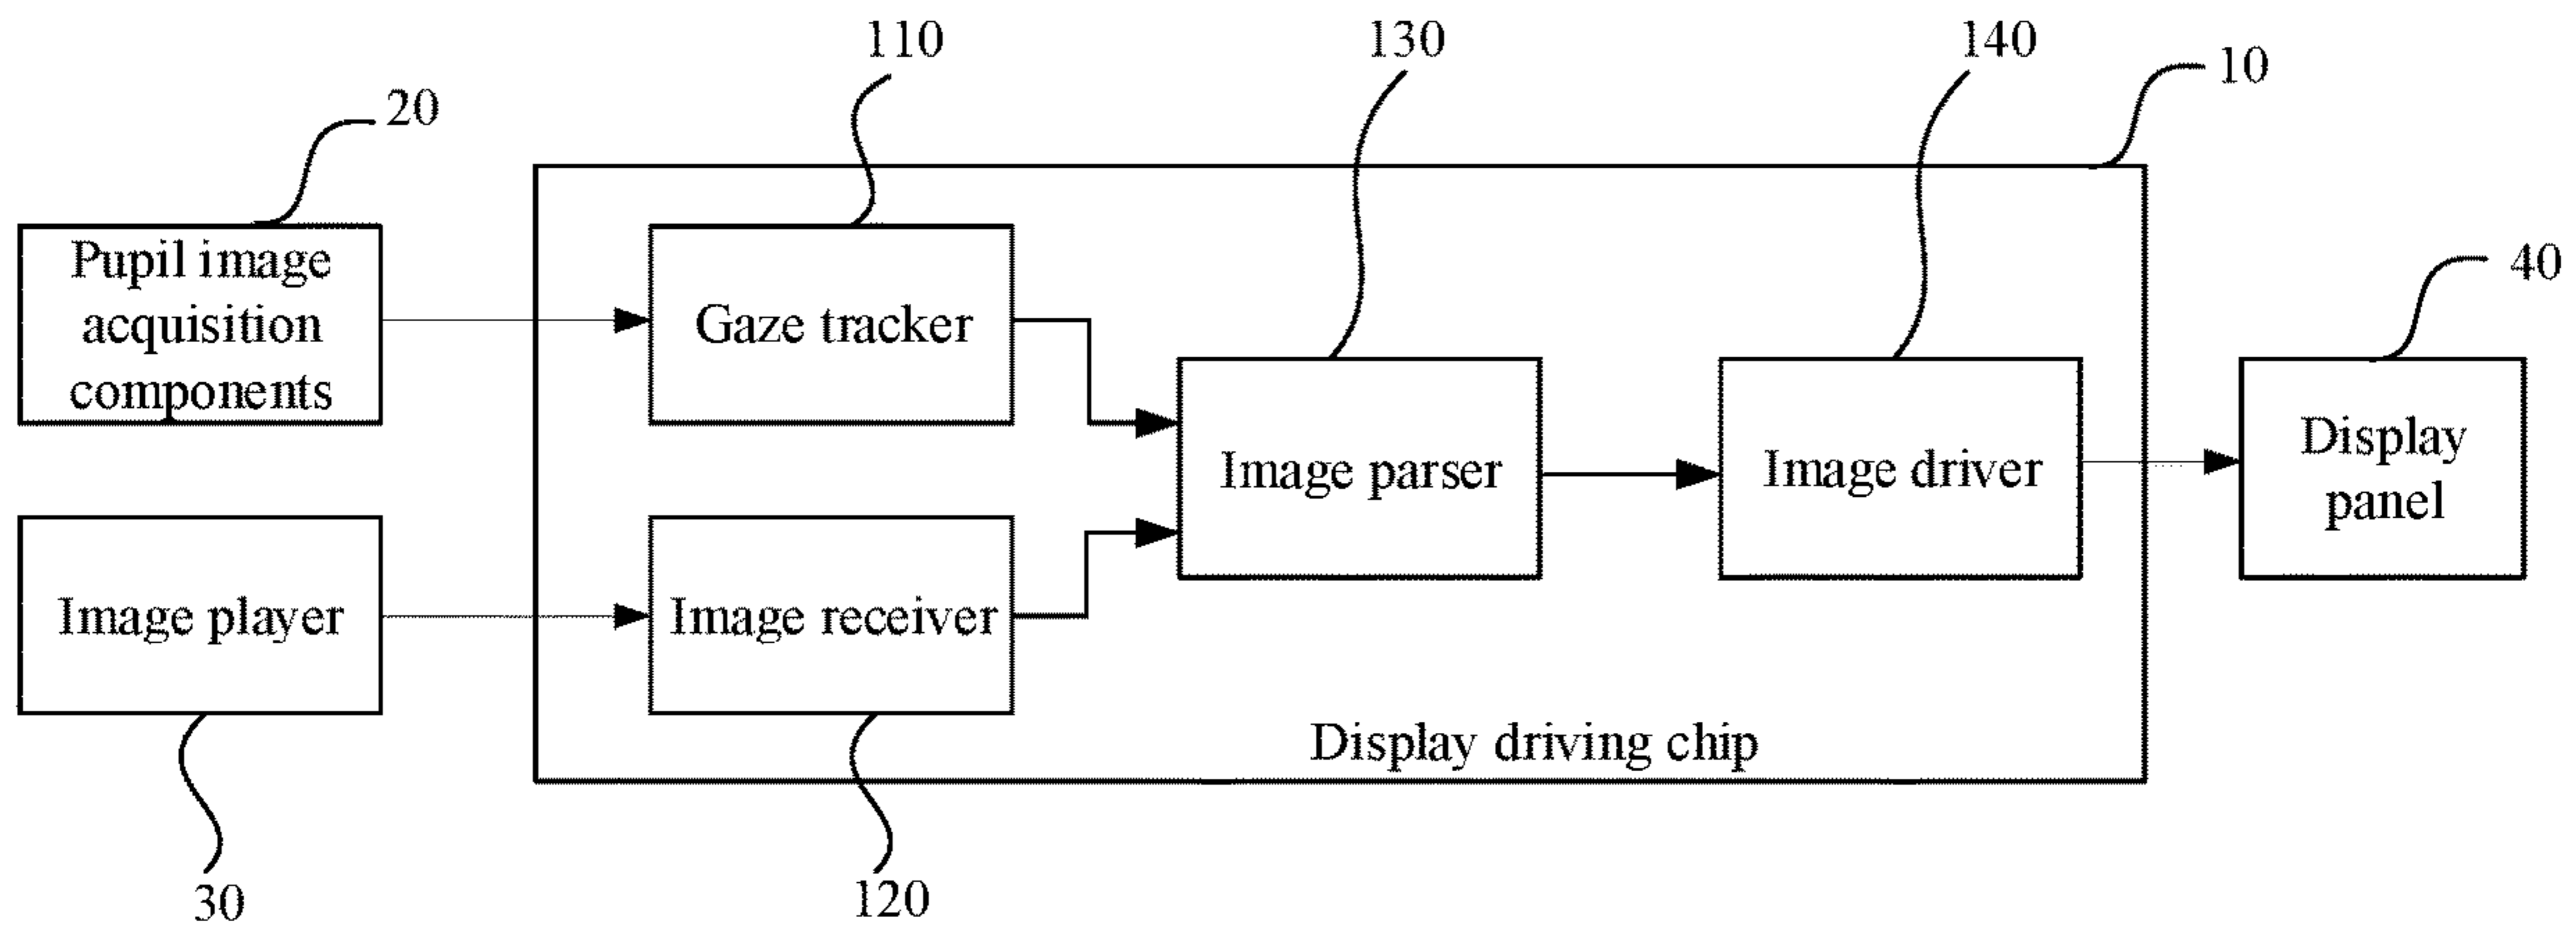 110
130
140
10
20
Pupil image
acquisition
components
Gaze tracker
40
Image parser
Image driver
Display
panel
Image player
Image receiver
Display driving chip
30
120